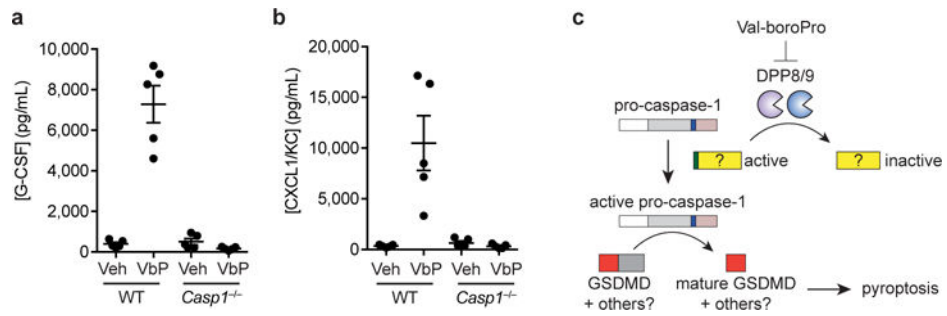 a
[G-CSF] (pg/mL)
10,000
8,000
6,000
4,000
2,000
0
Veh VbP Veh VbP
WT Casp1–/–
b
[CXCL1/KC] (pg/mL)
20,000
15,000
10,000
5,000
0
Veh VbP Veh VbP
WT Casp1–/–
c
Val-boroPro
DPP8/9
pro-caspase-1
? active ? inactive
active pro-caspase-1
GSDMD mature GSDMD pyroptosis
+ others? + others?